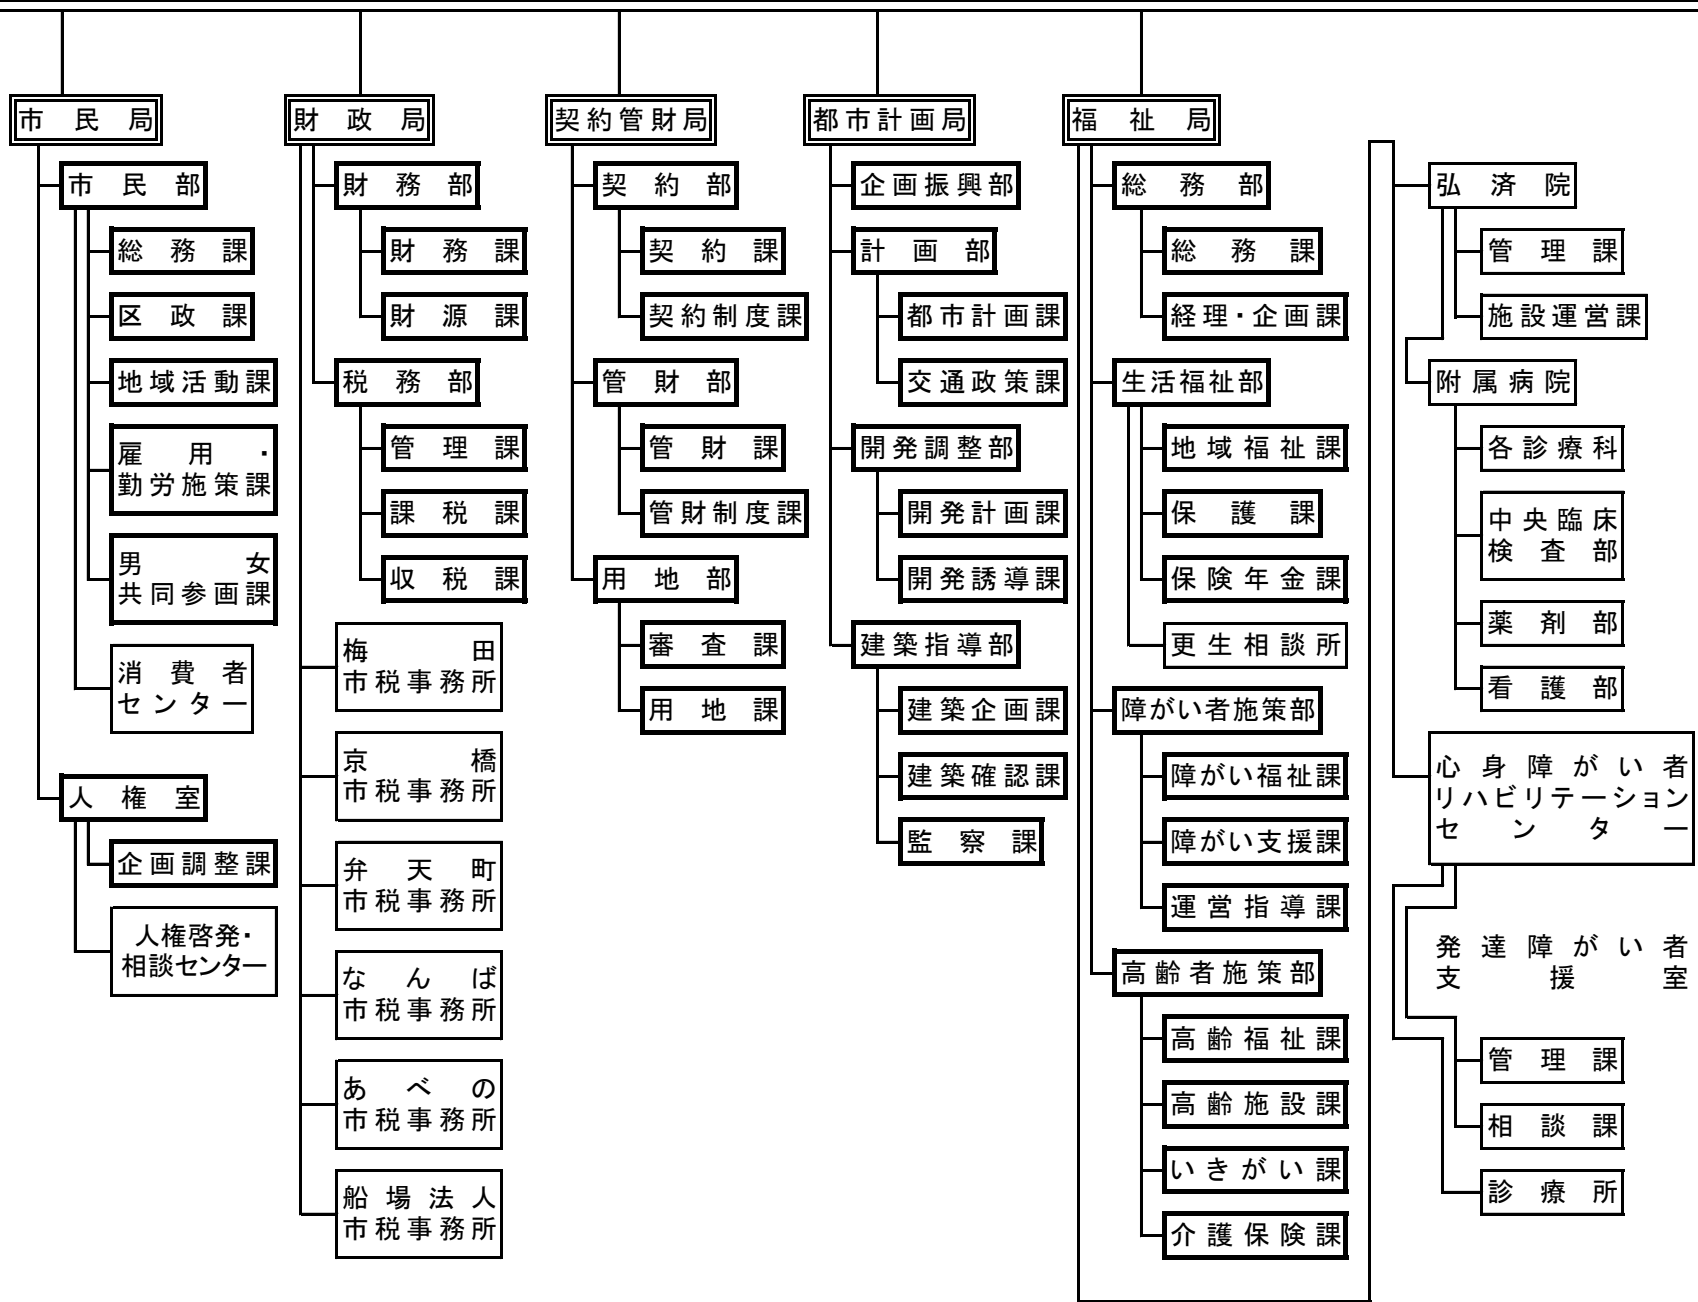 市民局
市民部
総務課
区政課
地域活動課
雇用・
勤労施策課
男女
共同参画課
消費者
センター
人権室
企画調整課
人権啓発・
相談センター
財政局
財務部
財務課
財源課
税務部
管理課
課税課
収税課
梅田
市税事務所
京橋
市税事務所
弁天町
市税事務所
なんば
市税事務所
あべの
市税事務所
船場法人
市税事務所
契約管財局
契約部
契約課
契約制度課
管財部
管財課
管財制度課
用地部
審査課
用地課
都市計画局
企画振興部
計画部
都市計画課
交通政策課
開発調整部
開発計画課
開発誘導課
建築指導部
建築企画課
建築確認課
監察課
福祉局
総務部
総務課
経理・企画課
生活福祉部
地域福祉課
保護課
保険年金課
更生相談所
障がい者施策部
障がい福祉課
障がい支援課
運営指導課
高齢者施策部
高齢福祉課
高齢施設課
いきがい課
介護保険課
弘済院
管理課
施設運営課
附属病院
各診療科
中央臨床
検査部
薬剤部
看護部
心身障がい者
リハビリテーション
センター
発達障がい者
支援室
管理課
相談課
診療所